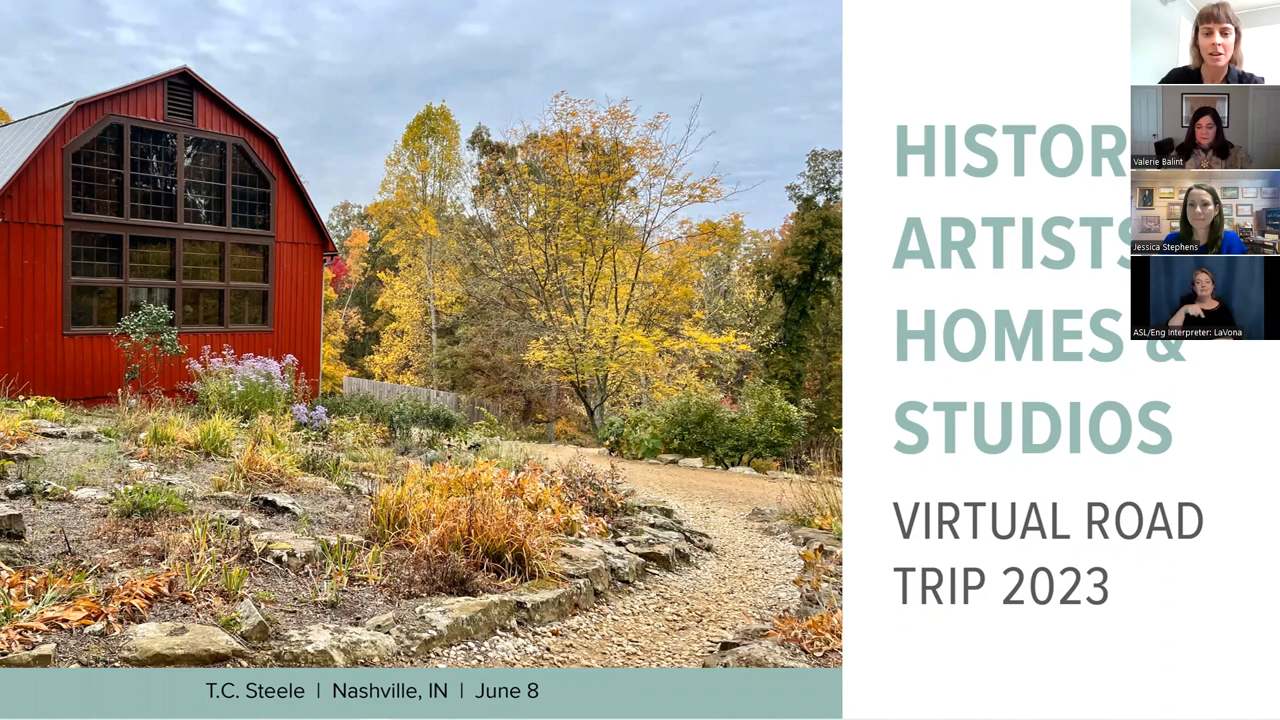 HISTOR
ARTISTS
HOMES &
STUDIOS
VIRTUAL ROAD
TRIP 2023
T.C. Steele | Nashville, IN | June 8
Valerie Balint
Jessica Stephens
ASL/Eng Interpreter: LaVona